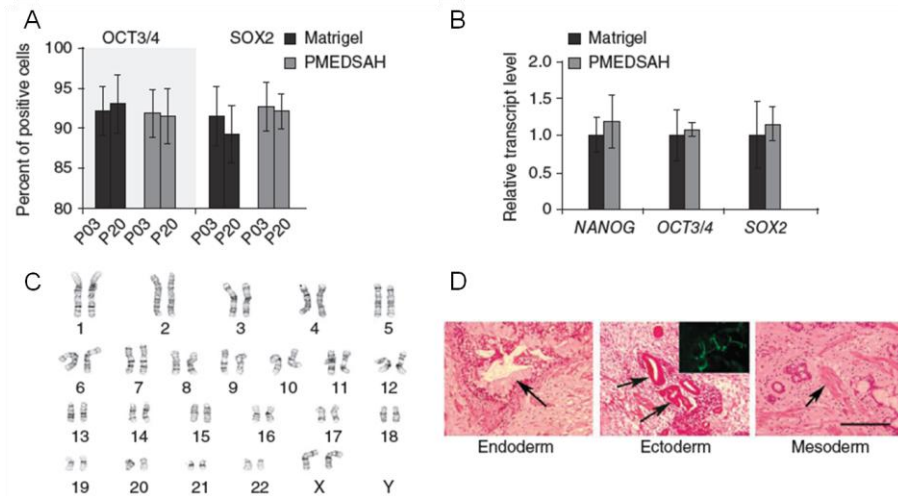 A
OCT3/4
SOX2
Matrigel
PMEDSAH
Percent of positive cells
100
95
90
85
80
P03
P20
P03
P20
P03
P20
P03
P20
B
Matrigel
PMEDSAH
Relative transcript level
2.0
1.5
1.0
0.5
0
NANOG
OCT3/4
SOX2
C
1 2 3 4 5
6 7 8 9 10 11 12
13 14 15 16 17 18
19 20 21 22 X Y
D
Endoderm
Ectoderm
Mesoderm